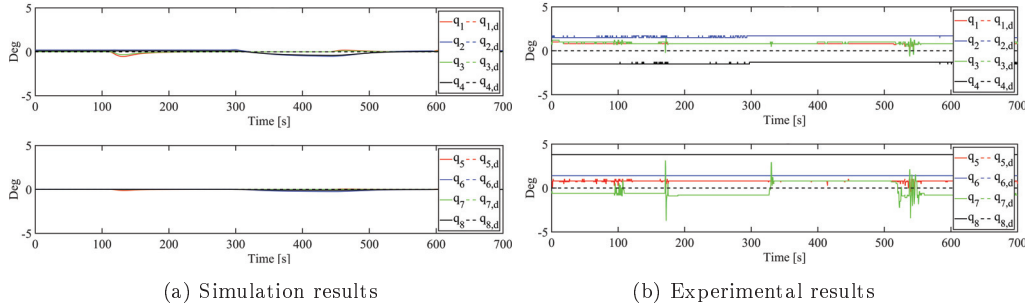 5
0
-5
Deg
0 100 200 300 400 500 600 700
Time [s]
q1 q1,d
q2 q2,d
q3 q3,d
q4 q4,d
5
0
-5
Deg
0 100 200 300 400 500 600 700
Time [s]
q5 q5,d
q6 q6,d
q7 q7,d
q8 q8,d
(a) Simulation results
5
0
-5
Deg
0 100 200 300 400 500 600 700
Time [s]
q1 q1,d
q2 q2,d
q3 q3,d
q4 q4,d
5
0
-5
Deg
0 100 200 300 400 500 600 700
Time [s]
q5 q5,d
q6 q6,d
q7 q7,d
q8 q8,d
(b) Experimental results